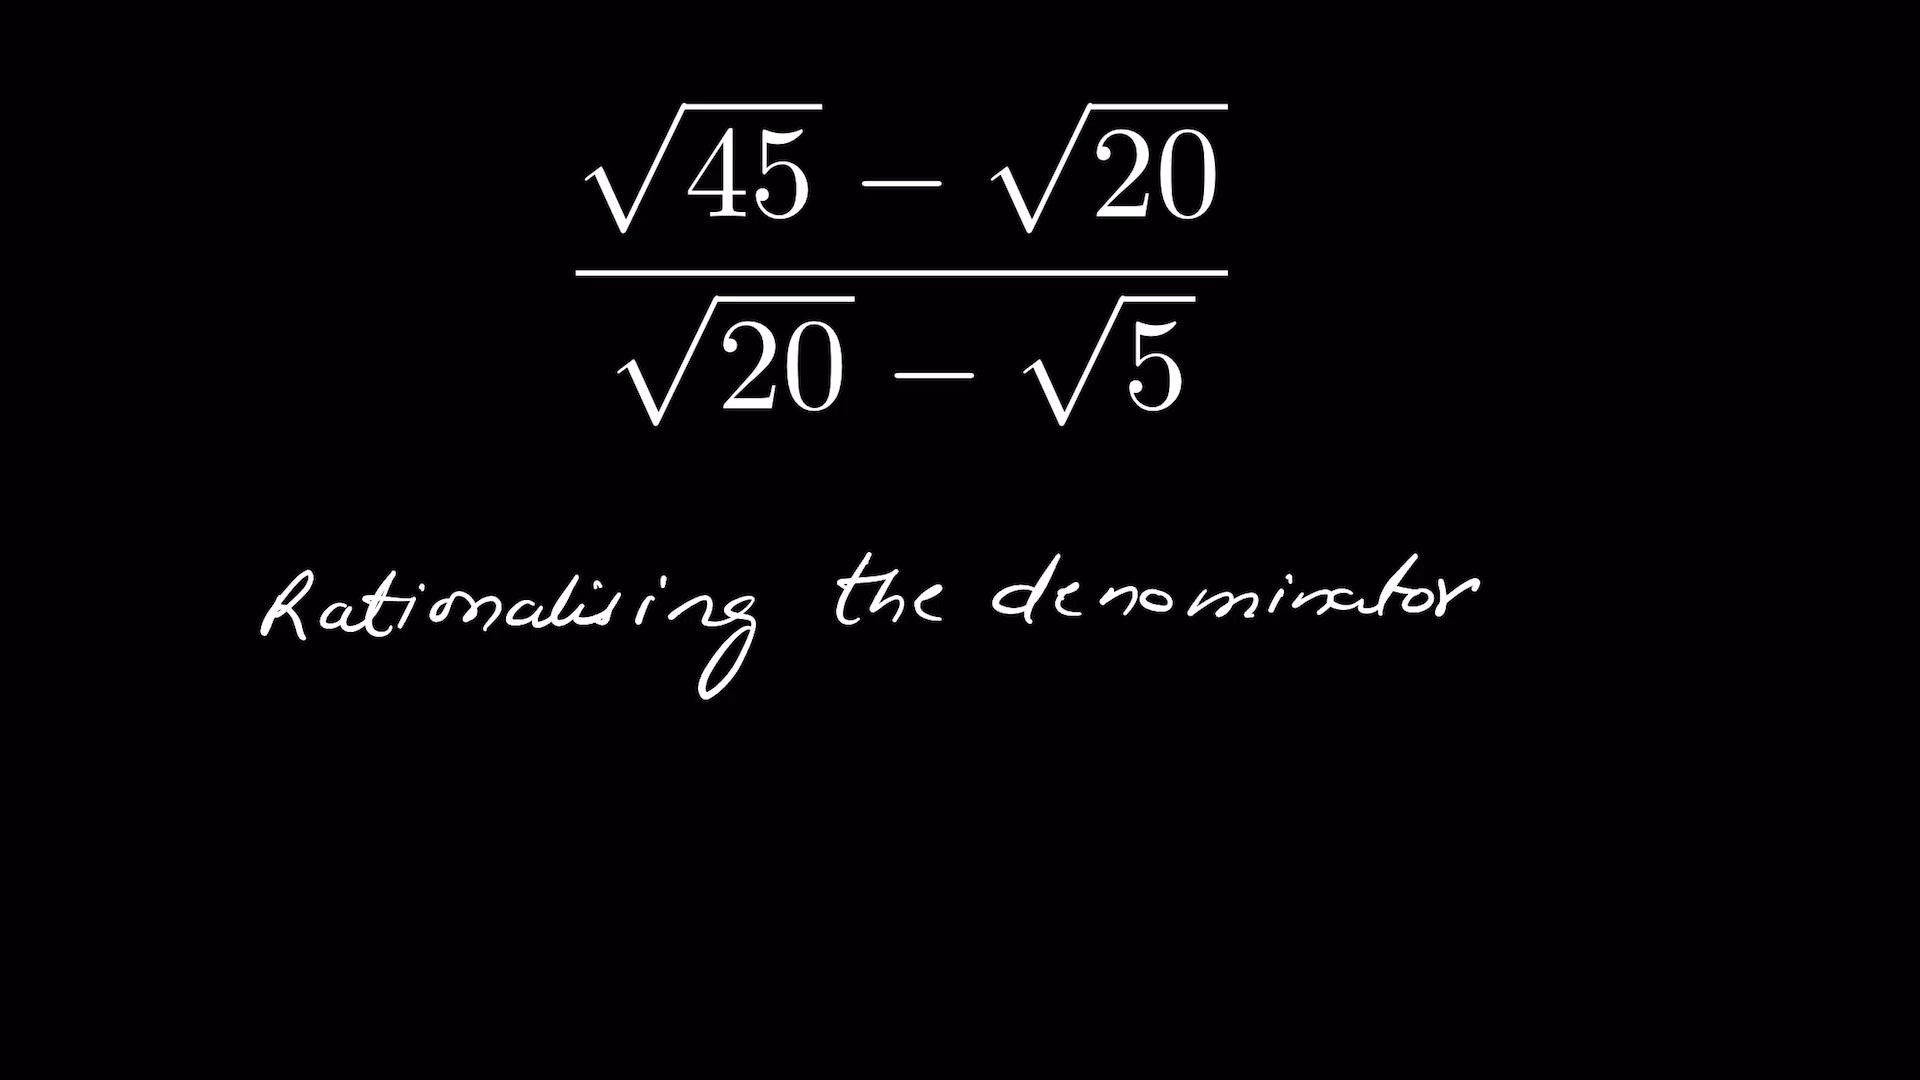 √45 − √20
√20 − √5
Rationalising the denominator